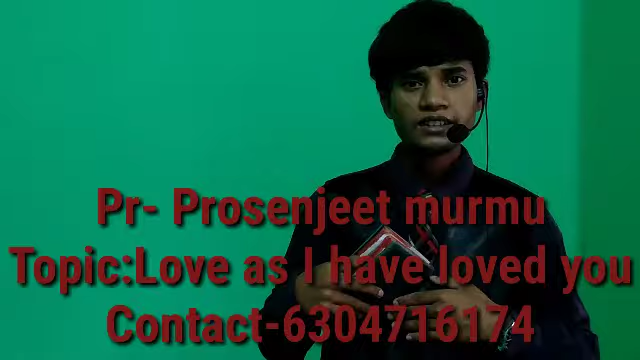 Pr- Prosenjeet murmu
Topic:Love as I have loved you
Contact-6304716174